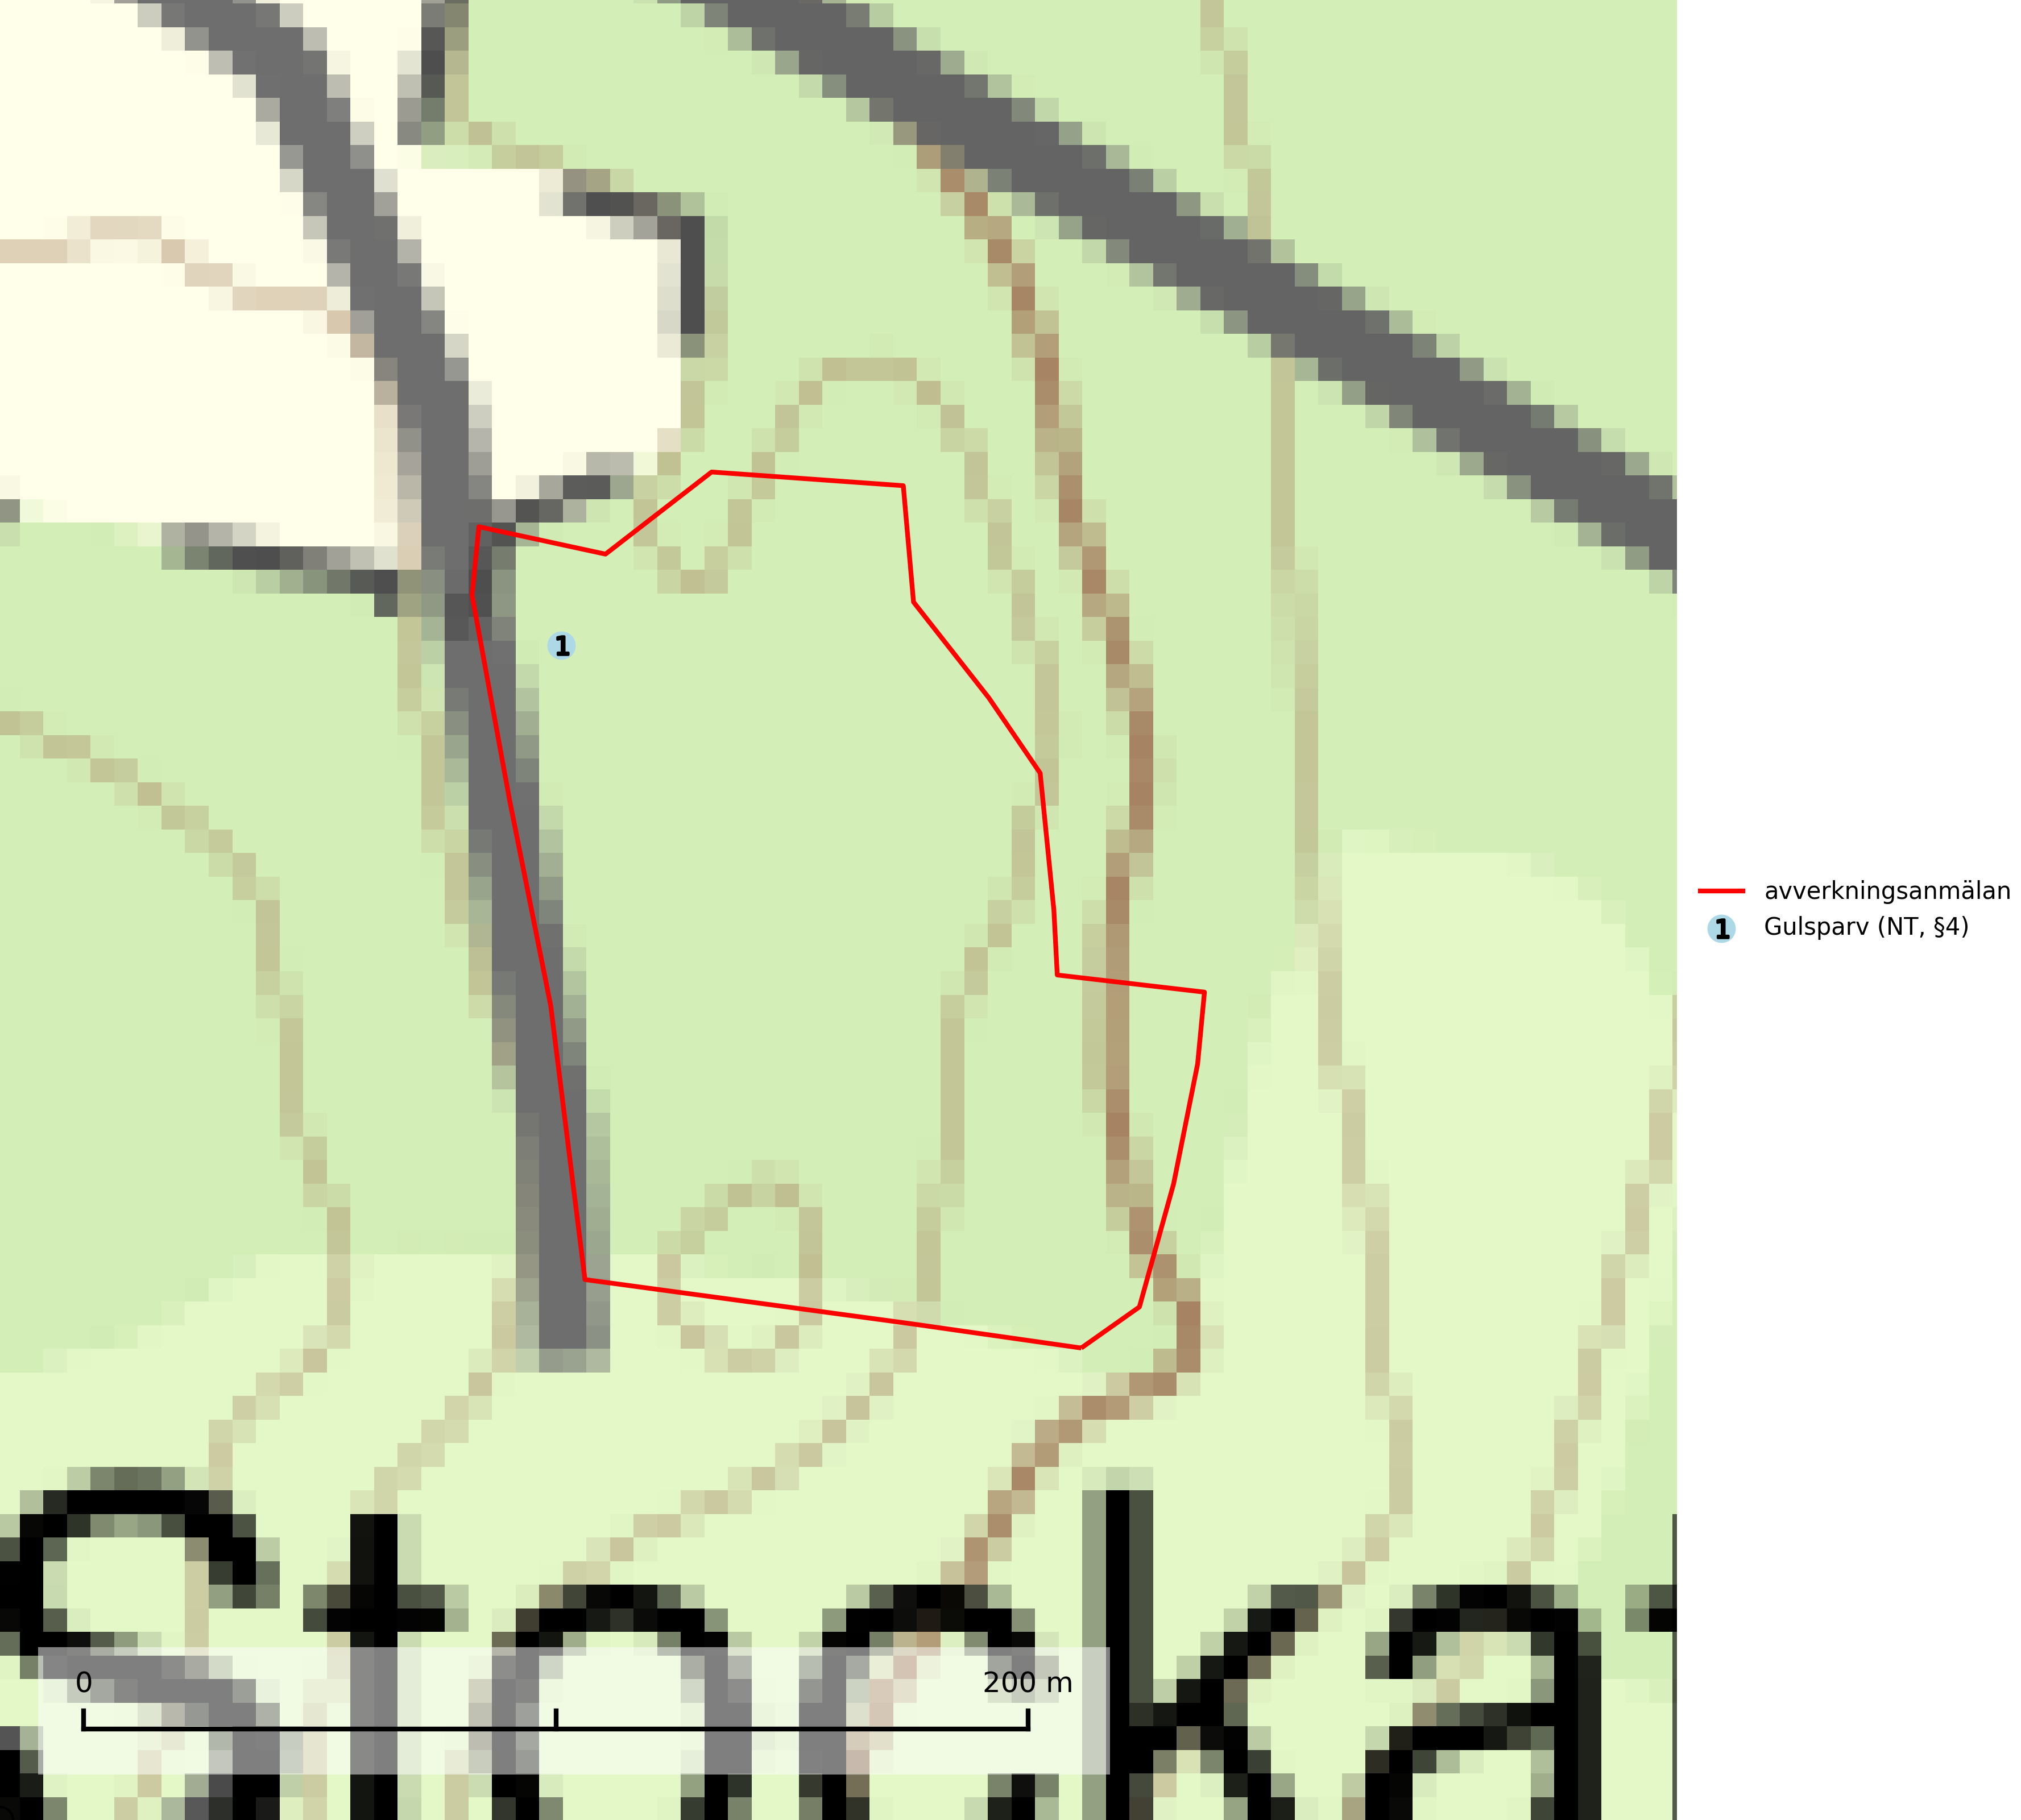 1
avverkningsanmälan
1 Gulsparv (NT, §4)
0 200 m